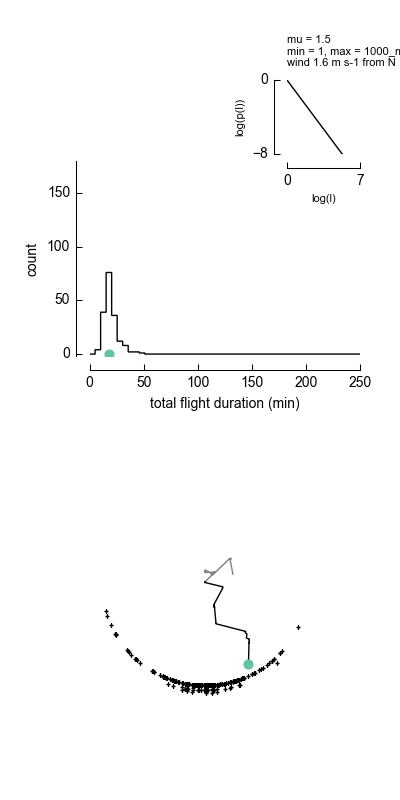 mu = 1.5
min = 1, max = 1000_m
wind 1.6 m s-1 from N
0
log(p(l))
−8
0 7
log(l)
150
100
50
0
count
0 50 100 150 200 250
total flight duration (min)